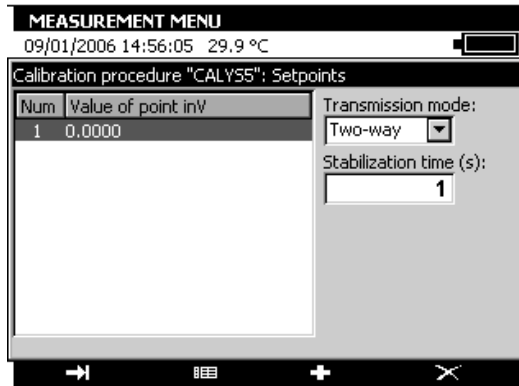 MEASUREMENT MENU
09/01/2006 14:56:05 29.9 °C
Calibration procedure "CALYS5": Setpoints
Num Value of point inV
1 0.0000
Transmission mode:
Two-way
Stabilization time (s):
1